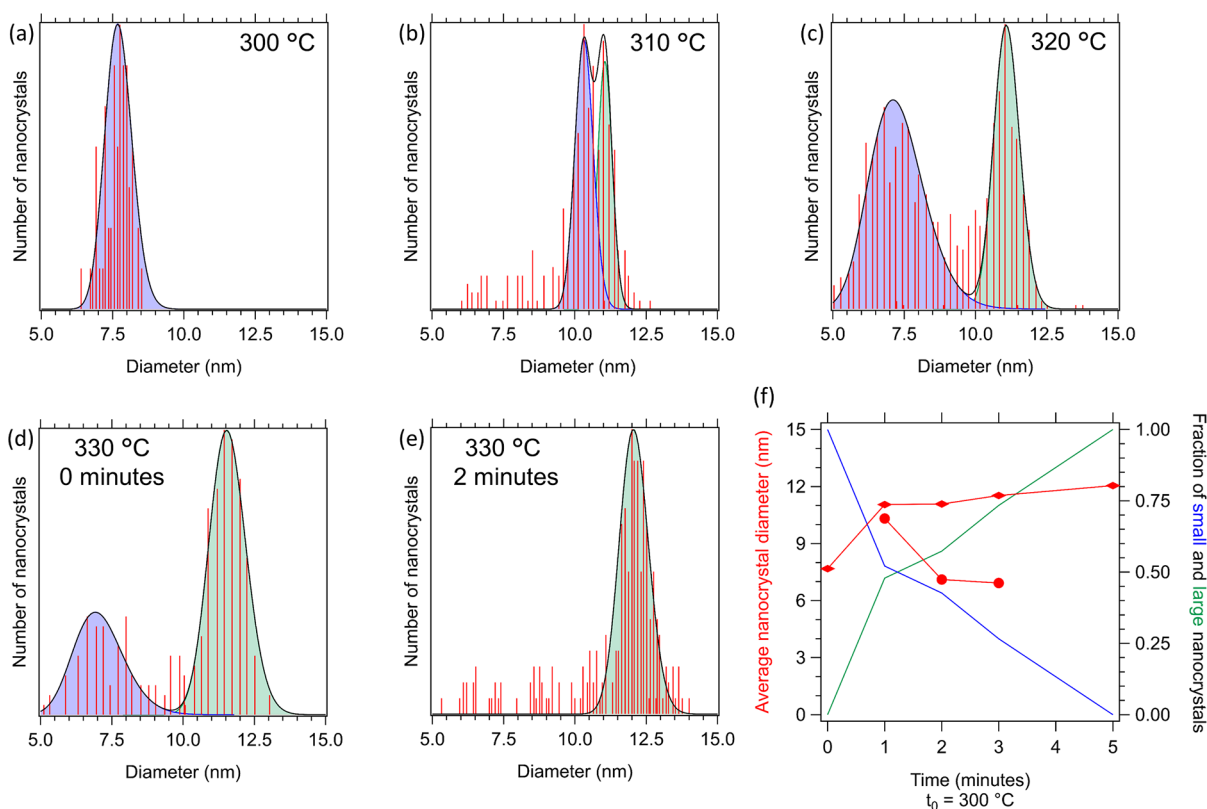 (a)
300 °C
Number of nanocrystals
5.0 7.5 10.0 12.5 15.0
Diameter (nm)
(b)
310 °C
Number of nanocrystals
5.0 7.5 10.0 12.5 15.0
Diameter (nm)
(c)
320 °C
Number of nanocrystals
5.0 7.5 10.0 12.5 15.0
Diameter (nm)
(d)
330 °C
0 minutes
Number of nanocrystals
5.0 7.5 10.0 12.5 15.0
Diameter (nm)
(e)
330 °C
2 minutes
Number of nanocrystals
5.0 7.5 10.0 12.5 15.0
Diameter (nm)
(f)
Average nanocrystal diameter (nm)
15
12
9
6
3
0
1.00
0.75
0.50
0.25
0.00
Fraction of small and large nanocrystals
0 1 2 3 4 5
Time (minutes)
t0 = 300 °C